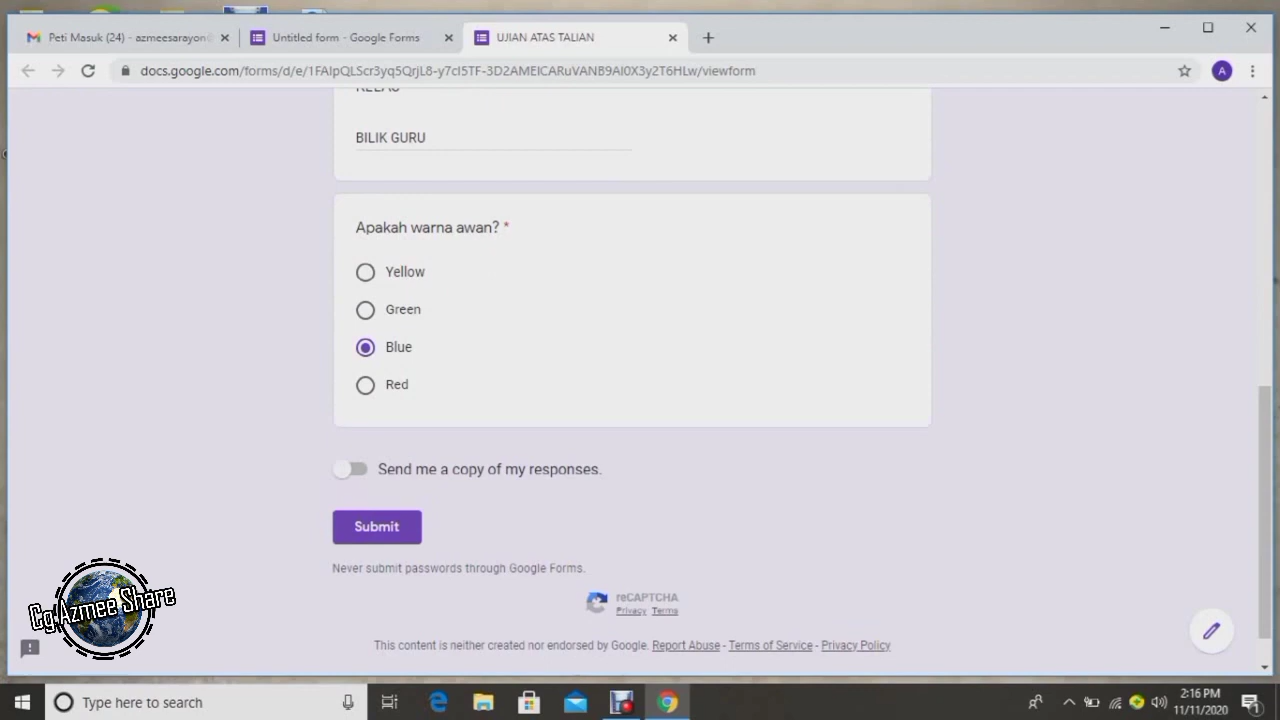 Peti Masuk (24) - azmeesarayon@
Untitled form - Google Forms
UJIAN ATAS TALIAN
docs.google.com/forms/d/e/1FAIpQLScr3yq5QrjL8-y7cI5TF-3D2AMEICARuVANB9AI0X3y2T6HLw/viewform
A
KELAS
BILIK GURU
Apakah warna awan? *
Yellow
Green
Blue
Red
Send me a copy of my responses.
Submit
Never submit passwords through Google Forms.
reCAPTCHA
Privacy Terms
This content is neither created nor endorsed by Google. Report Abuse - Terms of Service - Privacy Policy
Cg Azmee Share
Type here to search
2:16 PM
11/11/2020
1